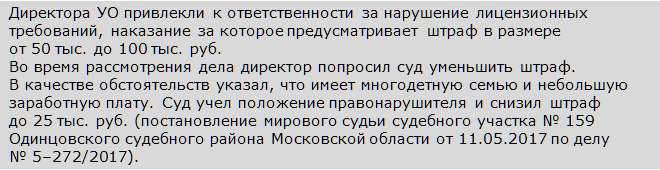 Директора УО привлекли к ответственности за нарушение лицензионных
требований, наказание за которое предусматривает штраф в размере
от 50 тыс. до 100 тыс. руб.
Во время рассмотрения дела директор попросил суд уменьшить штраф.
В качестве обстоятельств указал, что имеет многодетную семью и небольшую
заработную плату. Суд учел положение правонарушителя и снизил штраф
до 25 тыс. руб. (постановление мирового судьи судебного участка № 159
Одинцовского судебного района Московской области от 11.05.2017 по делу
№ 5–272/2017).